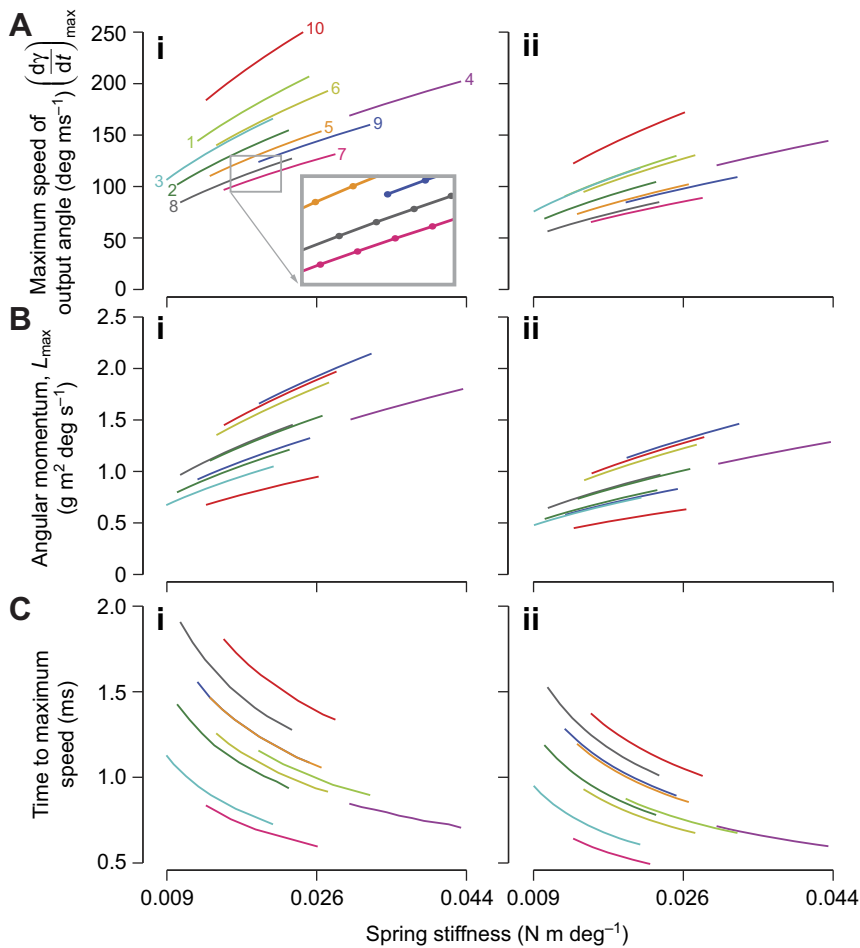 A
i
ii
Maximum speed of
output angle (deg ms⁻¹) (dγ/dt)max
250
200
150
100
50
0
10
1
6
4
3
5
9
2
7
8
B
i
ii
Angular momentum, Lmax
(g m² deg s⁻¹)
2.5
2.0
1.5
1.0
0.5
0
C
i
ii
Time to maximum
speed (ms)
2.0
1.5
1.0
0.5
0.009 0.026 0.044 0.009 0.026 0.044
Spring stiffness (N m deg⁻¹)